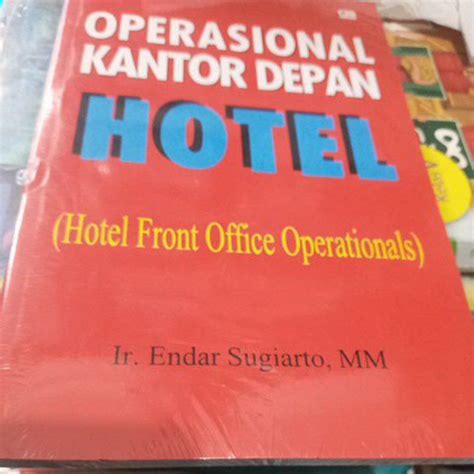 OPERASIONAL
KANTOR DEPAN
HOTEL
(Hotel Front Office Operationals)
Ir. Endar Sugiarto, MM